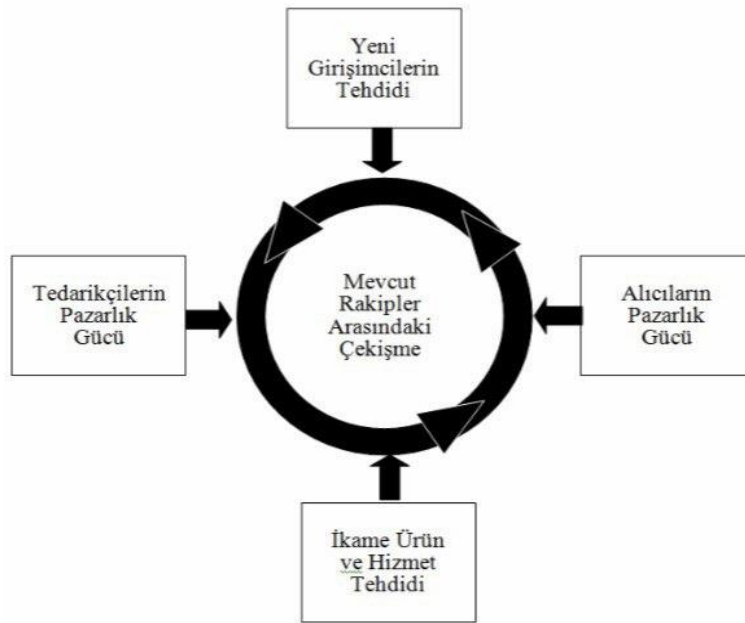 Yeni
Girişimcilerin
Tehdidi
Tedarikçilerin
Pazarlık
Gücü
Mevcut
Rakipler
Arasındaki
Çekişme
Alıcıların
Pazarlık
Gücü
İkame Ürün
ve Hizmet
Tehdidi